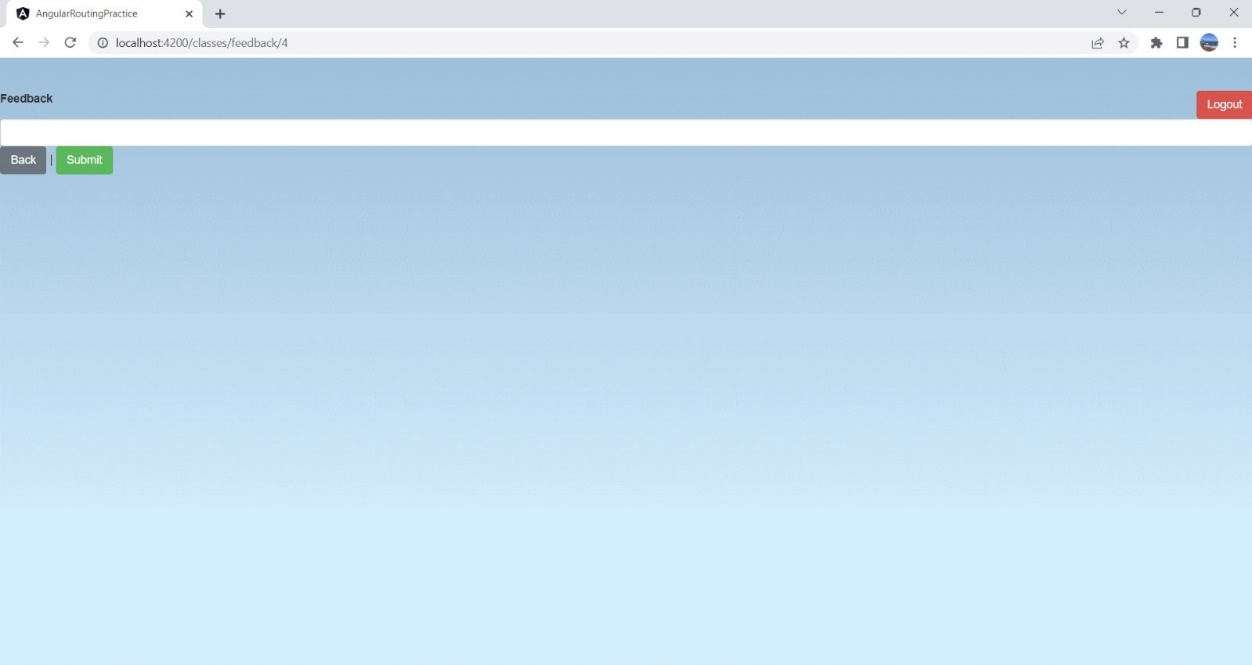 AngularRoutingPractice
localhost:4200/classes/feedback/4
Feedback
Logout
Back | Submit